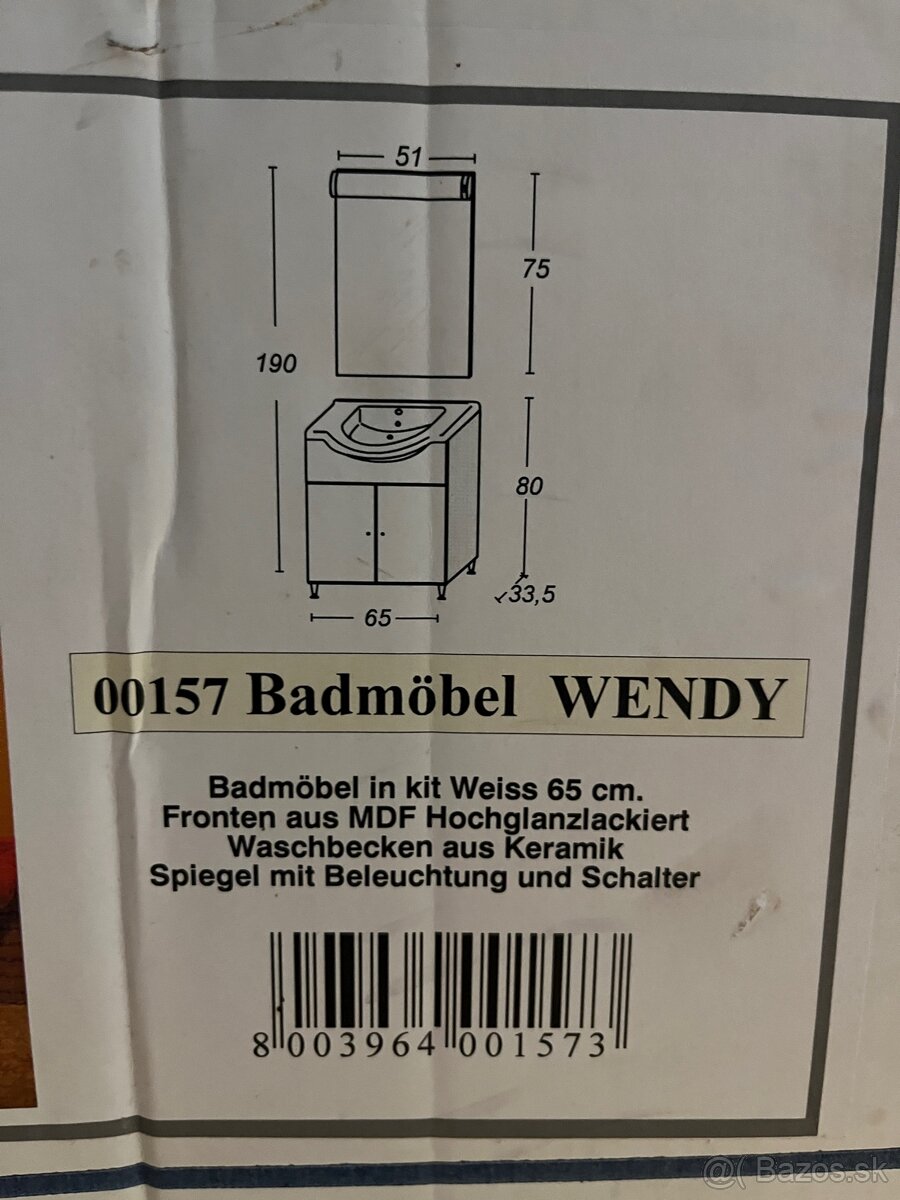 51
75
190
80
33,5
65
00157 Badmöbel WENDY
Badmöbel in kit Weiss 65 cm.
Fronten aus MDF Hochglanzlackiert
Waschbecken aus Keramik
Spiegel mit Beleuchtung und Schalter
8 003964 001573
@( Bazos.sk